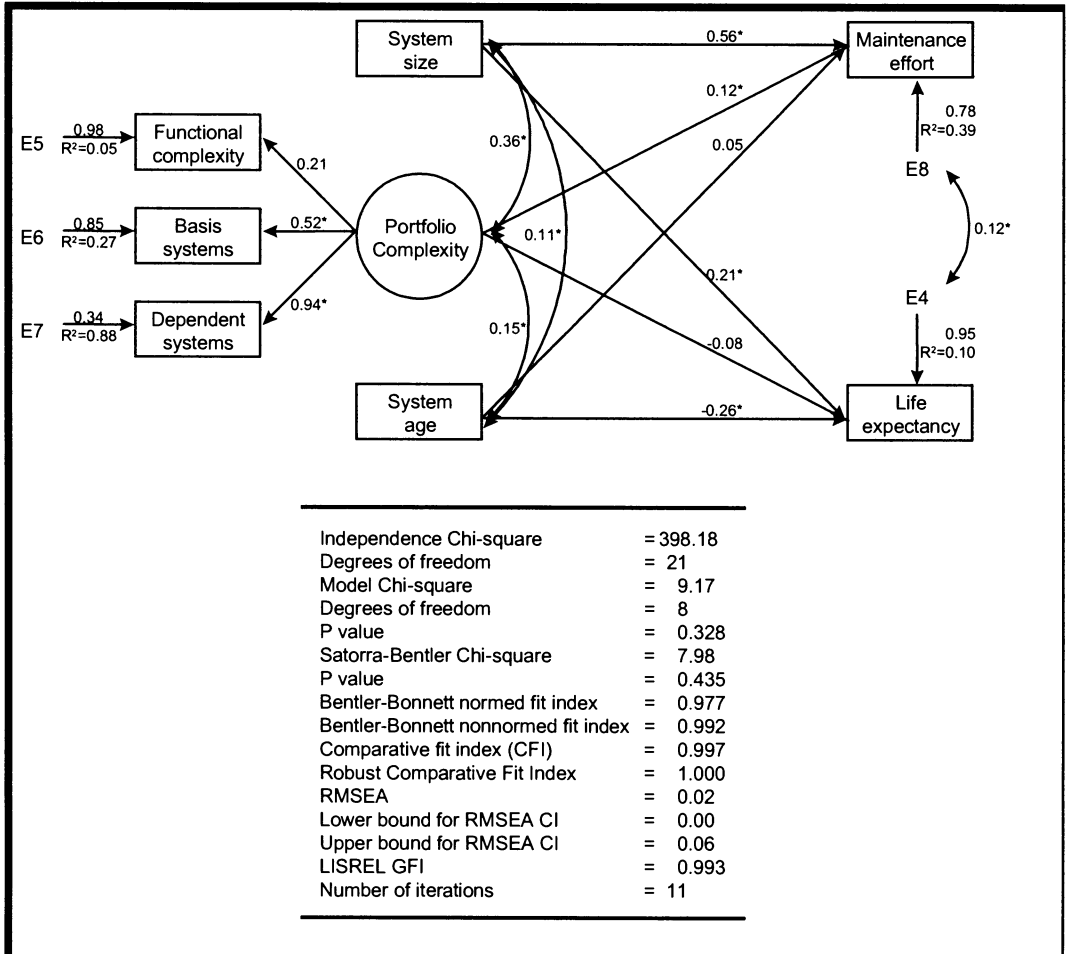 System
size
0.56*
Maintenance
effort
0.12*
0.36*
0.05
0.78
R²=0.39
E8
E5
0.98
R²=0.05
Functional
complexity
0.21
E6
0.85
R²=0.27
Basis
systems
0.52*
Portfolio
Complexity
0.11*
0.12*
E7
0.34
R²=0.88
Dependent
systems
0.94*
0.15*
0.21*
-0.08
E4
0.95
R²=0.10
System
age
-0.26*
Life
expectancy
Independence Chi-square = 398.18
Degrees of freedom = 21
Model Chi-square = 9.17
Degrees of freedom = 8
P value = 0.328
Satorra-Bentler Chi-square = 7.98
P value = 0.435
Bentler-Bonnett normed fit index = 0.977
Bentler-Bonnett nonnormed fit index = 0.992
Comparative fit index (CFI) = 0.997
Robust Comparative Fit Index = 1.000
RMSEA = 0.02
Lower bound for RMSEA CI = 0.00
Upper bound for RMSEA CI = 0.06
LISREL GFI = 0.993
Number of iterations = 11